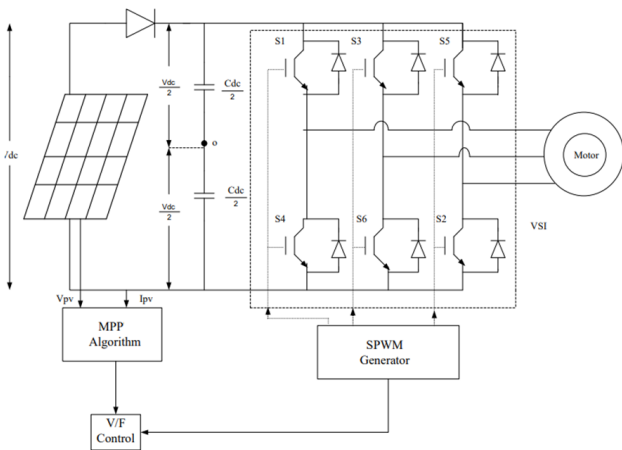 S1
S3
S5
Vdc
2
Cdc
2
o
Vdc
Motor
Vdc
2
Cdc
2
S4
S6
S2
VSI
Vpv
Ipv
MPP
Algorithm
SPWM
Generator
V/F
Control